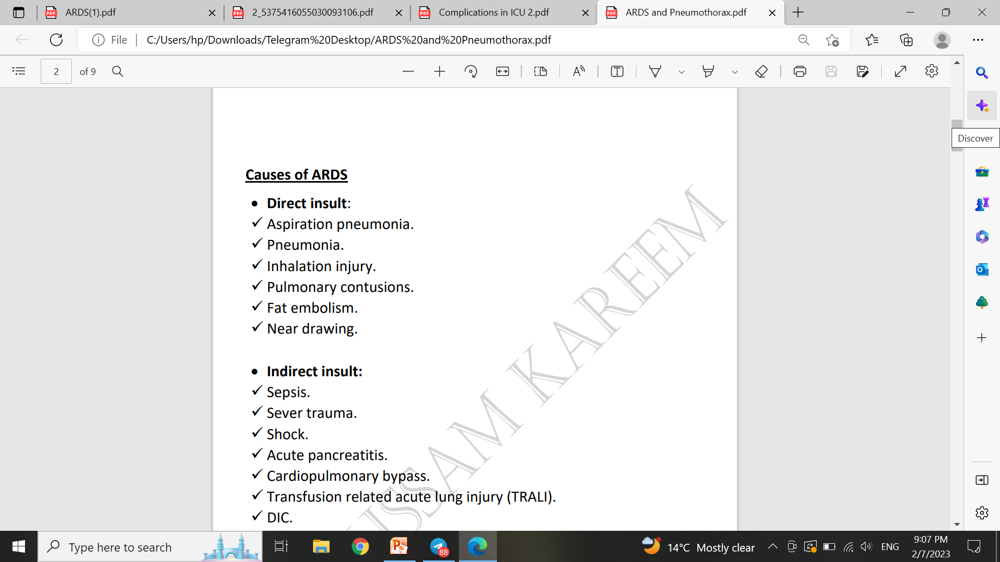 ARDS(1).pdf
2_5375416055030093106.pdf
Complications in ICU 2.pdf
ARDS and Pneumothorax.pdf
File
C:/Users/hp/Downloads/Telegram%20Desktop/ARDS%20and%20Pneumothorax.pdf
2 of 9
Discover
Causes of ARDS
• Direct insult:
✓ Aspiration pneumonia.
✓ Pneumonia.
✓ Inhalation injury.
✓ Pulmonary contusions.
✓ Fat embolism.
✓ Near drawing.
• Indirect insult:
✓ Sepsis.
✓ Sever trauma.
✓ Shock.
✓ Acute pancreatitis.
✓ Cardiopulmonary bypass.
✓ Transfusion related acute lung injury (TRALI).
✓ DIC.
KAREEM
Type here to search
88
14°C Mostly clear
ENG
9:07 PM
2/7/2023